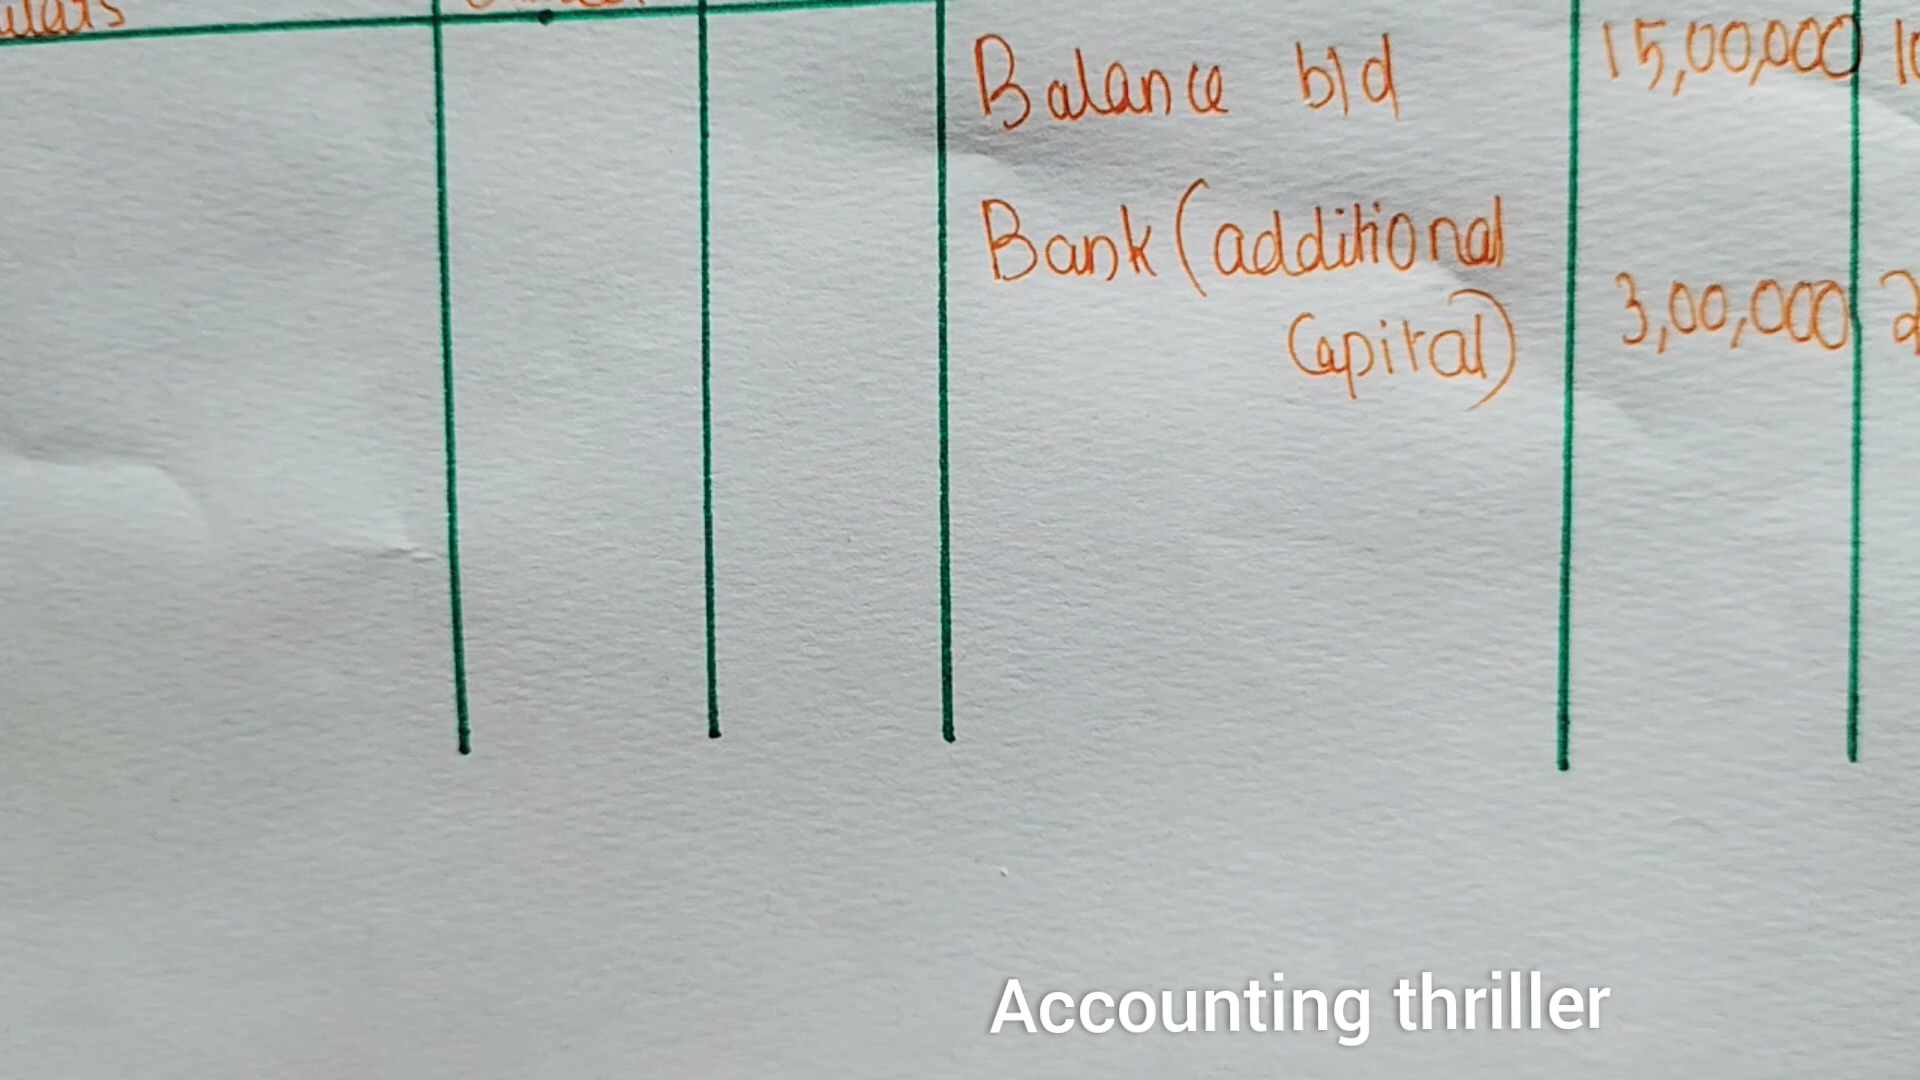 Balance b/d 15,00,000
Bank (additional
Capital) 3,00,000
Accounting thriller